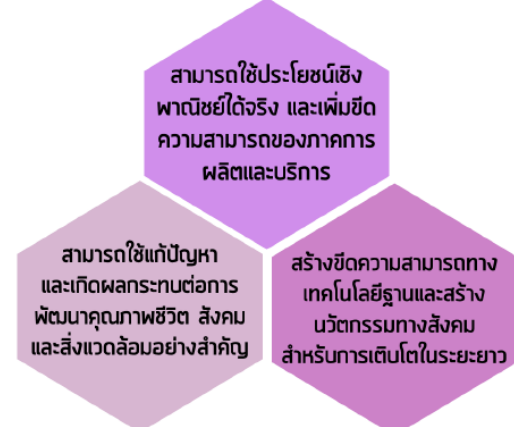 สามารถใช้ประโยชน์เชิง
พาณิชย์ได้จริง และเพิ่มขีด
ความสามารถของภาคการ
ผลิตและบริการ
สามารถใช้แก้ปัญหา
และเกิดผลกระทบต่อการ
พัฒนาคุณภาพชีวิต สังคม
และสิ่งแวดล้อมอย่างสำคัญ
สร้างขีดความสามารถทาง
เทคโนโลยีฐานและสร้าง
นวัตกรรมทางสังคม
สำหรับการเติบโตในระยะยาว